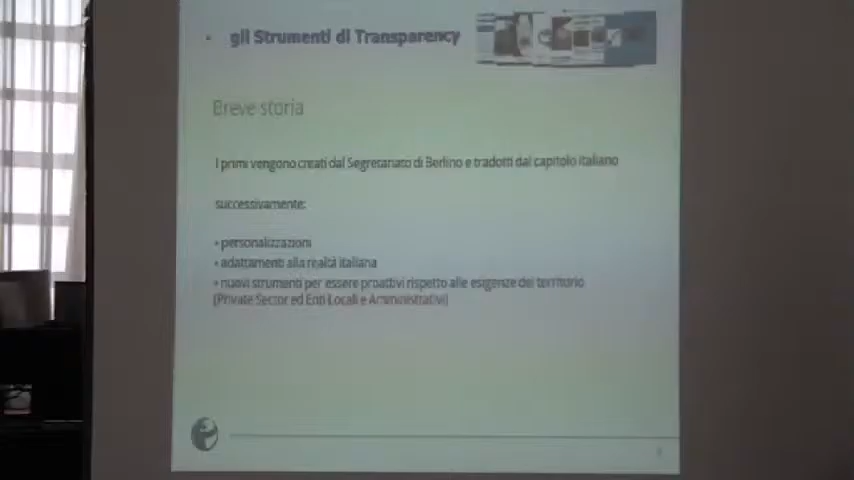 • gli Strumenti di Transparency
Breve storia
I primi vengono creati dal Segretariato di Berlino e tradotti dal capitolo italiano
successivamente:
• personalizzazioni
• adattamenti alla realtà italiana
• nuovi strumenti per essere proattivi rispetto alle esigenze del territorio
(Private Sector ed Enti Locali e Amministrativi)